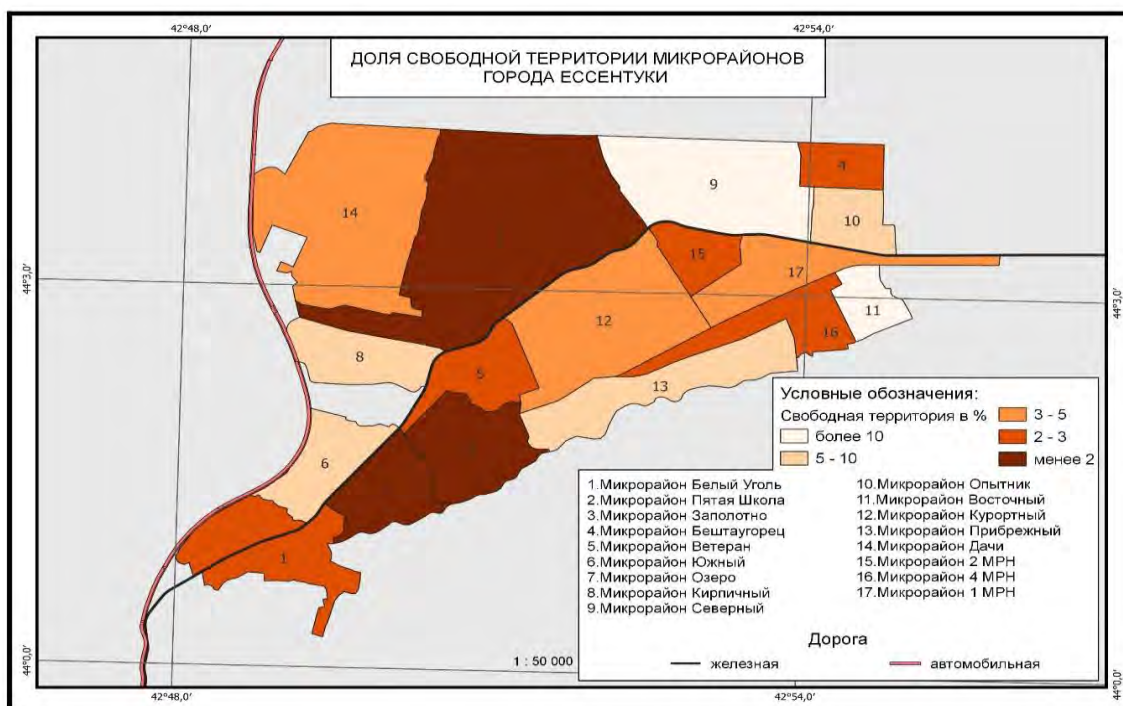 42°48,0'
42°54,0'
ДОЛЯ СВОБОДНОЙ ТЕРРИТОРИИ МИКРОРАЙОНОВ
ГОРОДА ЕССЕНТУКИ
4
9
14
10
15
44°3,0'
17
44°3,0'
12
11
16
8
5
13
6
1
Условные обозначения:
Свободная территория в %
более 10
5 - 10
3 - 5
2 - 3
менее 2
1.Микрорайон Белый Уголь
2.Микрорайон Пятая Школа
3.Микрорайон Заполотно
4.Микрорайон Бештаугорец
5.Микрорайон Ветеран
6.Микрорайон Южный
7.Микрорайон Озеро
8.Микрорайон Кирпичный
9.Микрорайон Северный
10.Микрорайон Опытник
11.Микрорайон Восточный
12.Микрорайон Курортный
13.Микрорайон Прибрежный
14.Микрорайон Дачи
15.Микрорайон 2 МРН
16.Микрорайон 4 МРН
17.Микрорайон 1 МРН
Дорога
железная
автомобильная
1 : 50 000
44°0,0'
44°0,0'
42°48,0'
42°54,0'